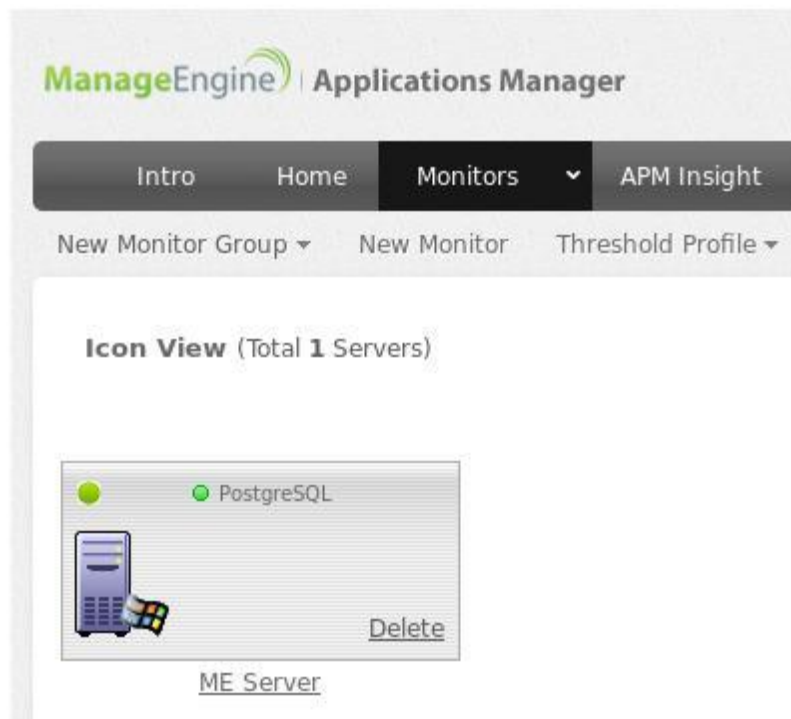 ManageEngine Applications Manager
Intro Home Monitors APM Insight
New Monitor Group New Monitor Threshold Profile
Icon View (Total 1 Servers)
PostgreSQL
Delete
ME Server